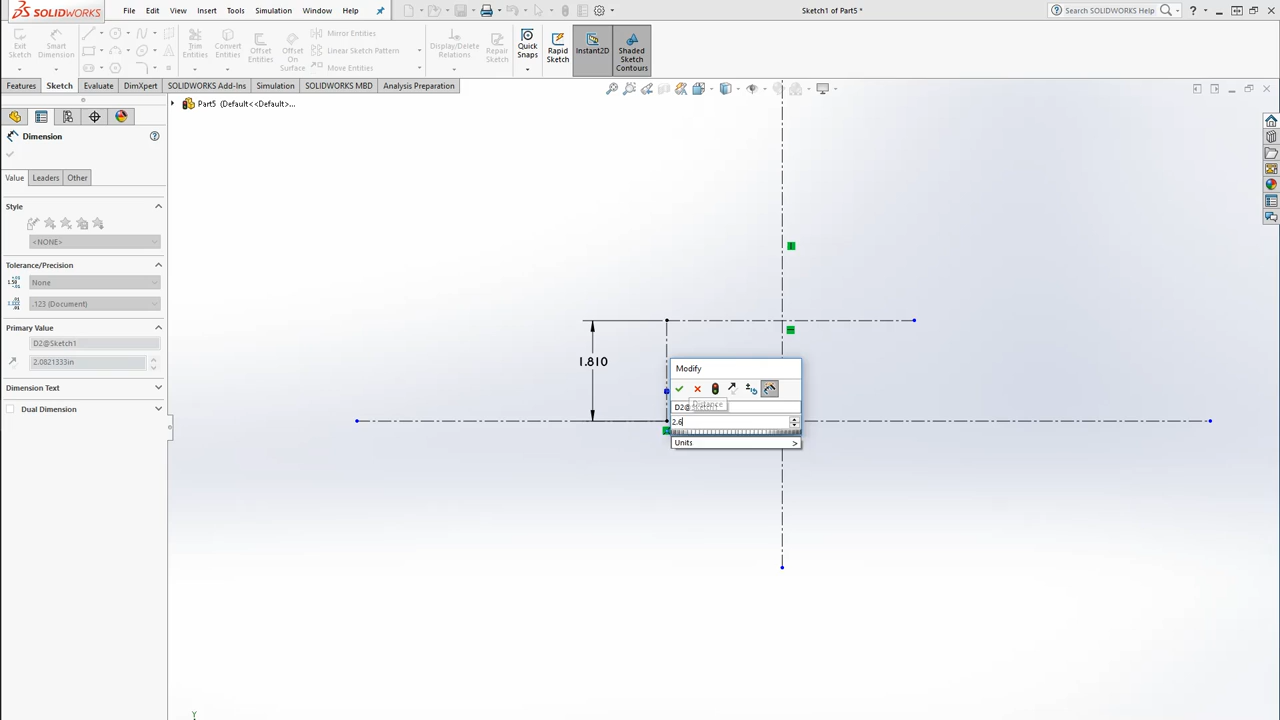 SOLIDWORKS
File
Edit
View
Insert
Tools
Simulation
Window
Help
Sketch1 of Part5 *
Search SOLIDWORKS Help
Exit Sketch
Smart Dimension
Trim Entities
Convert Entities
Offset Entities
Offset On Surface
Mirror Entities
Linear Sketch Pattern
Move Entities
Display/Delete Relations
Repair Sketch
Quick Snaps
Rapid Sketch
Instant2D
Shaded Sketch Contours
Features
Sketch
Evaluate
DimXpert
SOLIDWORKS Add-Ins
Simulation
SOLIDWORKS MBD
Analysis Preparation
Part5 (Default<<Default>...
Dimension
Value
Leaders
Other
Style
<NONE>
Tolerance/Precision
None
.123 (Document)
Primary Value
D2@Sketch1
2.0821333in
Dimension Text
Dual Dimension
1.810
Modify
D2@
Distance
2.6
Units
Y